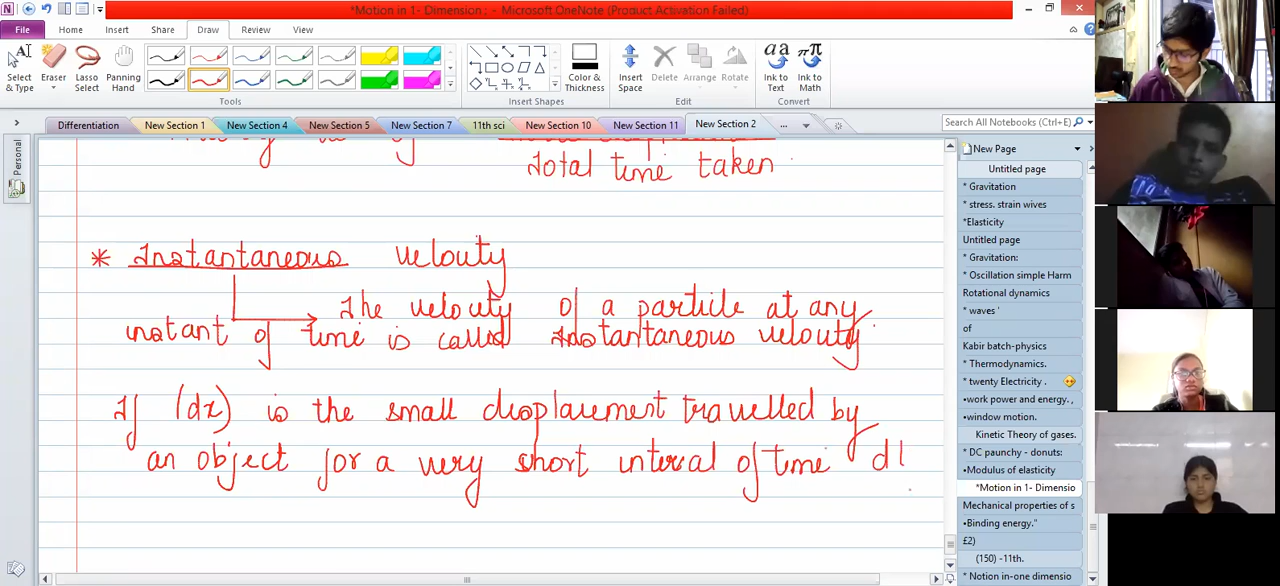 *Motion in 1- Dimension : - Microsoft OneNote (Product Activation Failed)
File Home Insert Share Draw Review View
Select & Type
Eraser
Lasso Select
Panning Hand
Color & Thickness
Insert Space
Delete
Arrange
Rotate
Ink to Text
Ink to Math
Tools
Insert Shapes
Edit
Convert
Differentiation New Section 1 New Section 4 New Section 5 New Section 7 11th sci New Section 10 New Section 11 New Section 2 ...
Search All Notebooks (Ctrl+E)
Personal
Total time taken
* Instantaneous velocity
The velocity of a particle at any
instant of time is called Instantaneous velocity.
If (dx) is the small displacement travelled by
an object for a very short interval of time
New Page
Untitled page
* Gravitation
* stress. strain wives
*Elasticity
Untitled page
* Gravitation:
* Oscillation simple Harm
Rotational dynamics
* waves '
of
Kabir batch-physics
* Thermodynamics.
* twenty Electricity .
•work power and energy. ,
•window motion.
Kinetic Theory of gases.
* DC paunchy - donuts:
•Modulus of elasticity
*Motion in 1- Dimensio
Mechanical properties of s
•Binding energy."
£2)
(150) -11th.
* Notion in-one dimensio